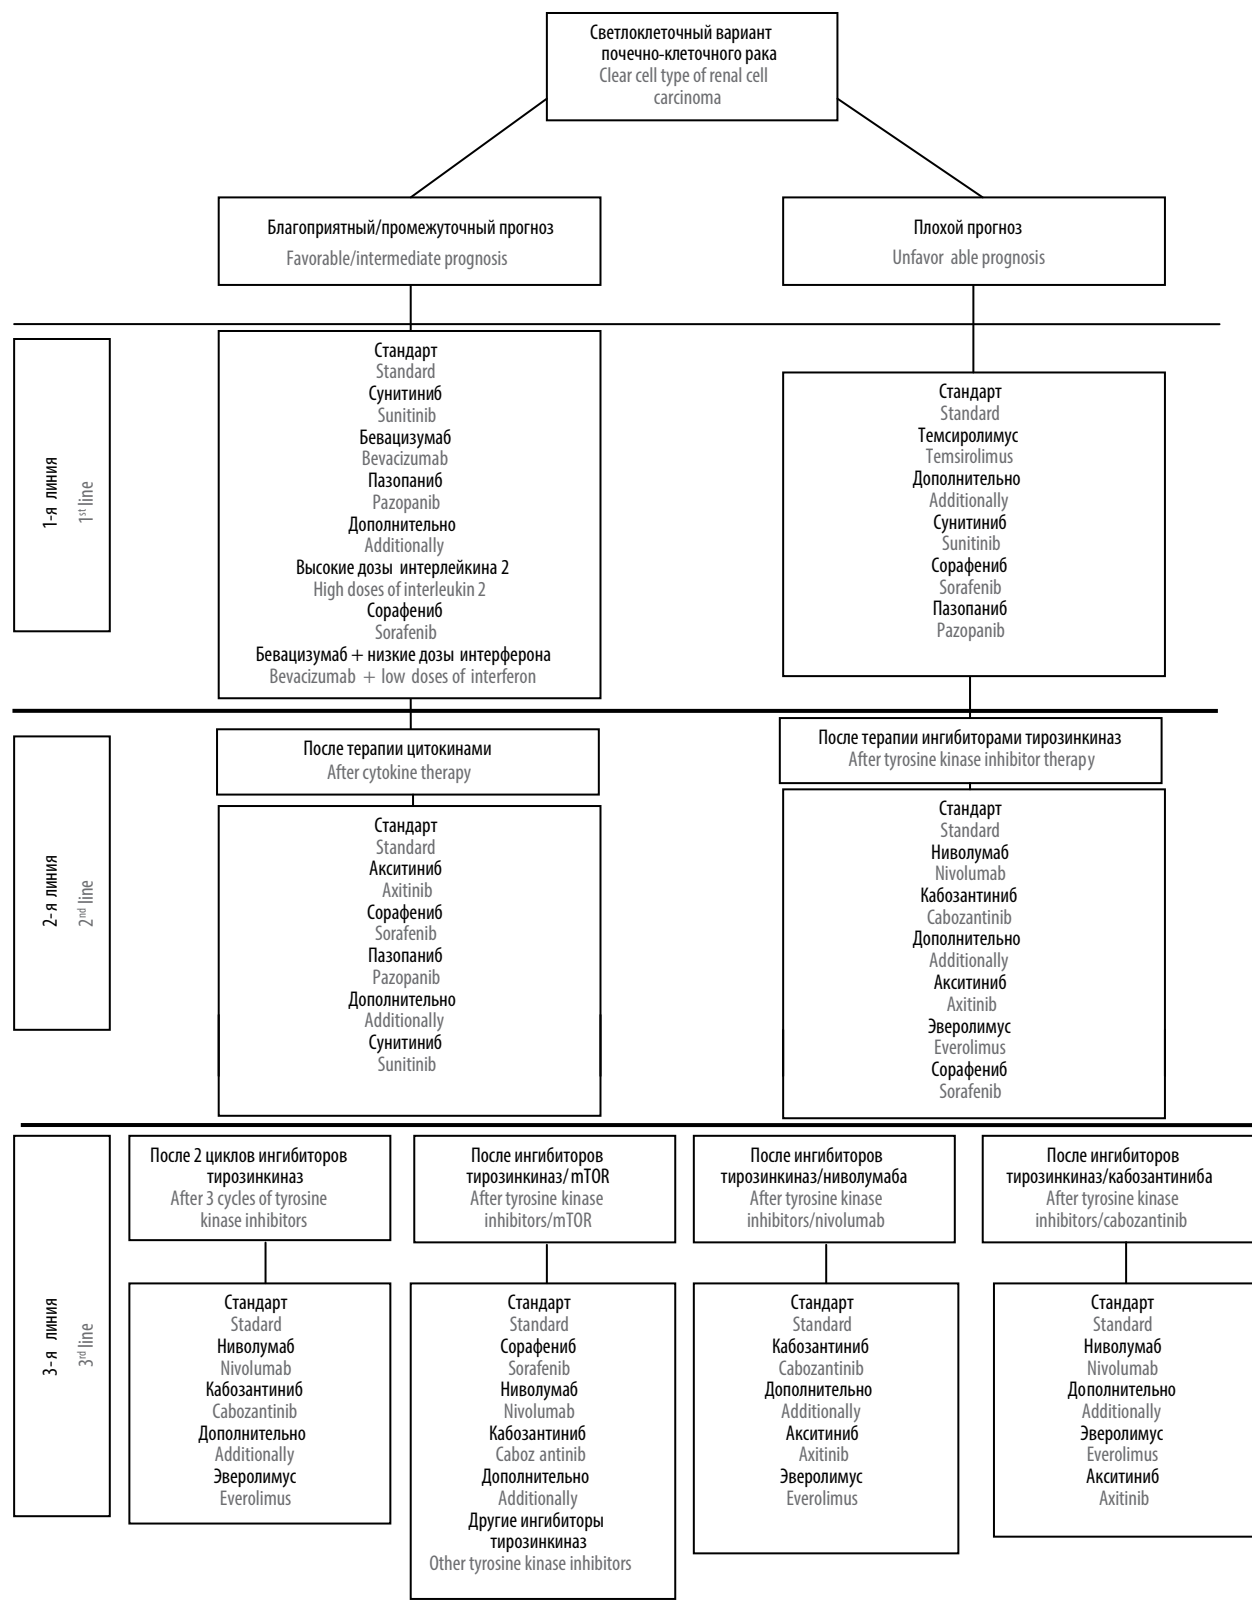 Светлоклеточный вариант
почечно-клеточного рака
Clear cell type of renal cell
carcinoma
Благоприятный/промежуточный прогноз
Favorable/intermediate prognosis
Плохой прогноз
Unfavor able prognosis
1-я линия
1st line
Стандарт
Standard
Сунитиниб
Sunitinib
Бевацизумаб
Bevacizumab
Пазопаниб
Pazopanib
Дополнительно
Additionally
Высокие дозы интерлейкина 2
High doses of interleukin 2
Сорафениб
Sorafenib
Бевацизумаб + низкие дозы интерферона
Bevacizumab + low doses of interferon
Стандарт
Standard
Темсиролимус
Temsirolimus
Дополнительно
Additionally
Сунитиниб
Sunitinib
Сорафениб
Sorafenib
Пазопаниб
Pazopanib
2-я линия
2nd line
После терапии цитокинами
After cytokine therapy
Стандарт
Standard
Акситиниб
Axitinib
Сорафениб
Sorafenib
Пазопаниб
Pazopanib
Дополнительно
Additionally
Сунитиниб
Sunitinib
После терапии ингибиторами тирозинкиназ
After tyrosine kinase inhibitor therapy
Стандарт
Standard
Ниволумаб
Nivolumab
Кабозантиниб
Cabozantinib
Дополнительно
Additionally
Акситиниб
Axitinib
Эверолимус
Everolimus
Сорафениб
Sorafenib
3-я линия
3rd line
После 2 циклов ингибиторов
тирозинкиназ
After 3 cycles of tyrosine
kinase inhibitors
Стандарт
Stadard
Ниволумаб
Nivolumab
Кабозантиниб
Cabozantinib
Дополнительно
Additionally
Эверолимус
Everolimus
После ингибиторов
тирозинкиназ/ mTOR
After tyrosine kinase
inhibitors/mTOR
Стандарт
Standard
Сорафениб
Sorafenib
Ниволумаб
Nivolumab
Кабозантиниб
Caboz antinib
Дополнительно
Additionally
Другие ингибиторы
тирозинкиназ
Other tyrosine kinase inhibitors
После ингибиторов
тирозинкиназ/ниволумаба
After tyrosine kinase
inhibitors/nivolumab
Стандарт
Standard
Кабозантиниб
Cabozantinib
Дополнительно
Additionally
Акситиниб
Axitinib
Эверолимус
Everolimus
После ингибиторов
тирозинкиназ/кабозантиниба
After tyrosine kinase
inhibitors/cabozantinib
Стандарт
Standard
Ниволумаб
Nivolumab
Дополнительно
Additionally
Эверолимус
Everolimus
Акситиниб
Axitinib